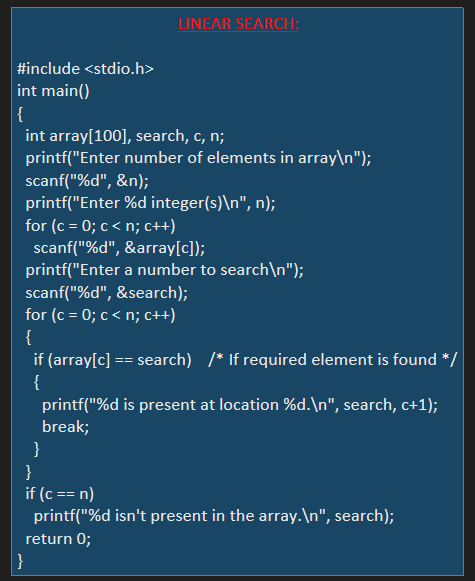 LINEAR SEARCH:
#include <stdio.h>
int main()
{
int array[100], search, c, n;
printf("Enter number of elements in array\n");
scanf("%d", &n);
printf("Enter %d integer(s)\n", n);
for (c = 0; c < n; c++)
scanf("%d", &array[c]);
printf("Enter a number to search\n");
scanf("%d", &search);
for (c = 0; c < n; c++)
{
if (array[c] == search)    /* If required element is found */
{
printf("%d is present at location %d.\n", search, c+1);
break;
}
}
if (c == n)
printf("%d isn't present in the array.\n", search);
return 0;
}